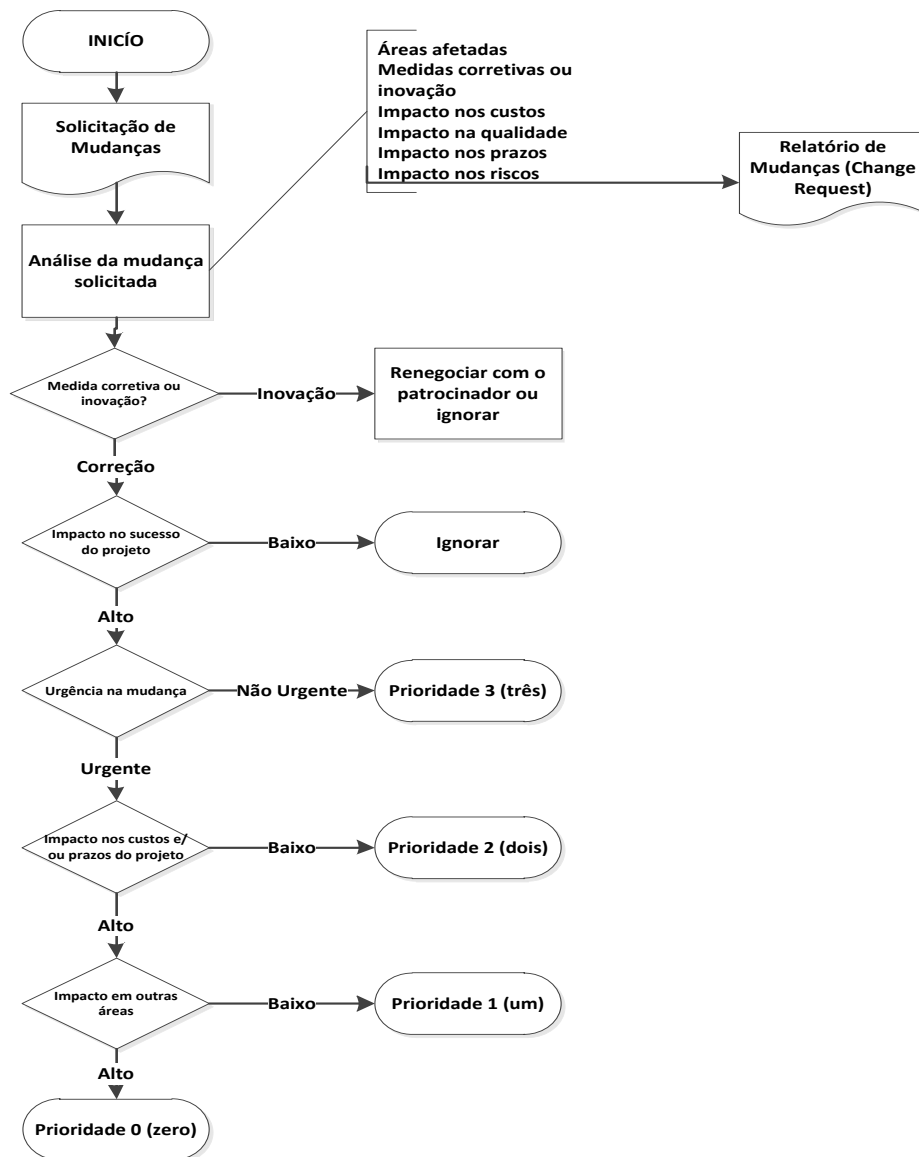 INICÍO
Solicitação de
Mudanças
Áreas afetadas
Medidas corretivas ou
inovação
Impacto nos custos
Impacto na qualidade
Impacto nos prazos
Impacto nos riscos
Relatório de
Mudanças (Change
Request)
Análise da mudança
solicitada
Medida corretiva ou
inovação?
Inovação
Renegociar com o
patrocinador ou
ignorar
Correção
Impacto no sucesso
do projeto
Baixo
Ignorar
Alto
Urgência na mudança
Não Urgente
Prioridade 3 (três)
Urgente
Impacto nos custos e/
ou prazos do projeto
Baixo
Prioridade 2 (dois)
Alto
Impacto em outras
áreas
Baixo
Prioridade 1 (um)
Alto
Prioridade 0 (zero)